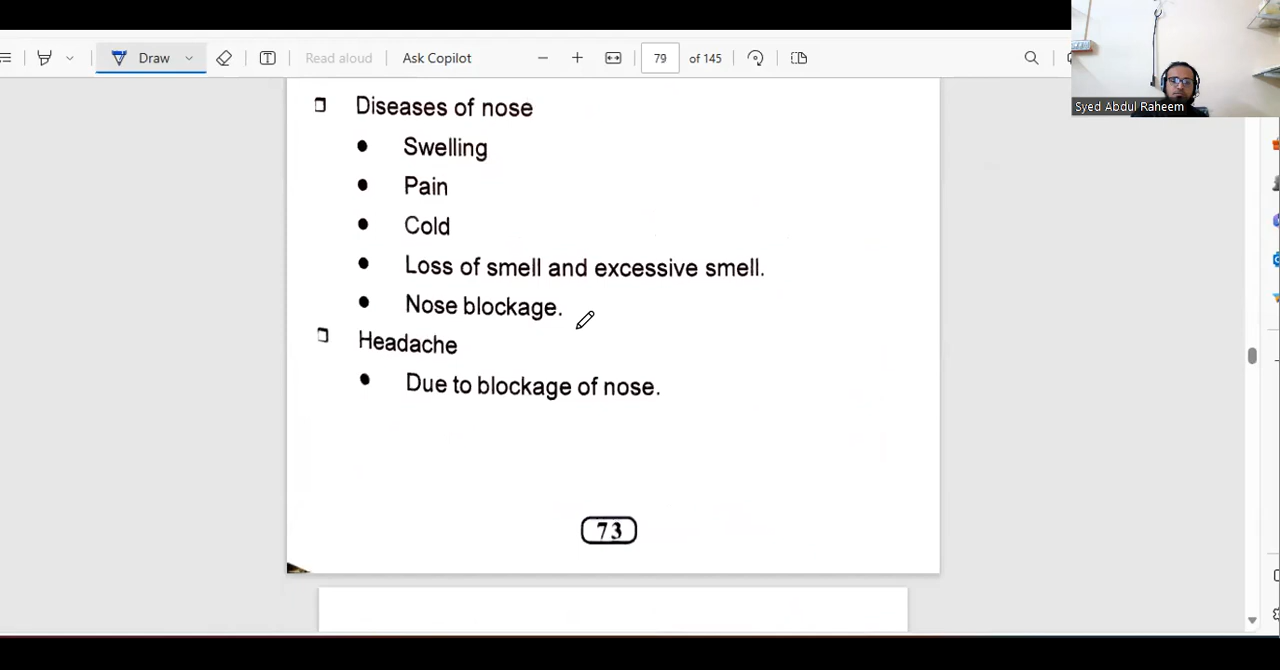 Draw
Read aloud
Ask Copilot
79 of 145
Syed Abdul Raheem
Diseases of nose
Swelling
Pain
Cold
Loss of smell and excessive smell.
Nose blockage.
Headache
Due to blockage of nose.
73